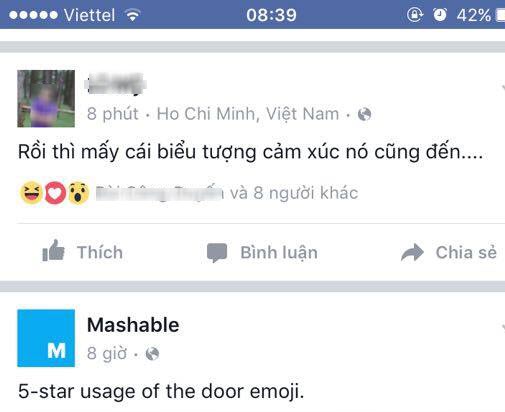 Viettel 08:39 42%
8 phút · Ho Chi Minh, Việt Nam ·
Rồi thì mấy cái biểu tượng cảm xúc nó cũng đến....
và 8 người khác
Thích Bình luận Chia sẻ
Mashable
M
8 giờ ·
5-star usage of the door emoji.